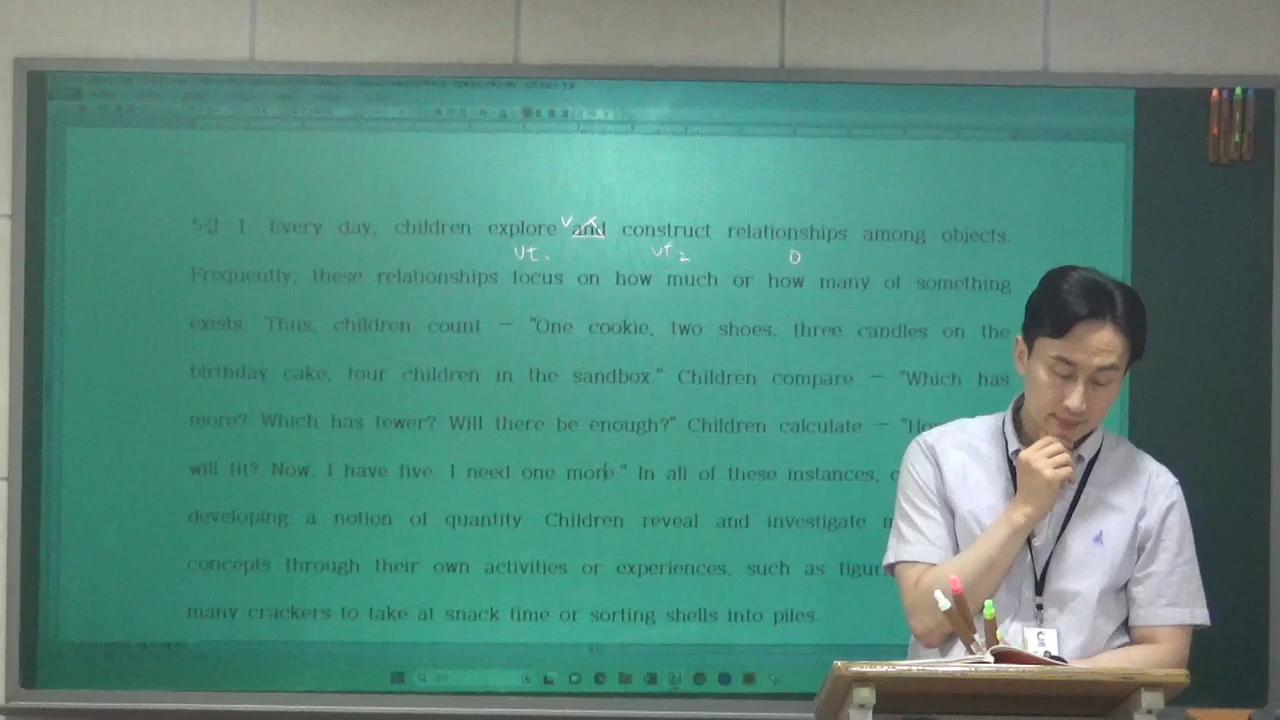 5강 1. Every day, children explore and construct relationships among objects.
vt. vt2 O
Frequently, these relationships focus on how much or how many of something
exists. Thus, children count — "One cookie, two shoes, three candles on the
birthday cake, four children in the sandbox." Children compare — "Which has
more? Which has fewer? Will there be enough?" Children calculate —
will fit? Now, I have five. I need one more." In all of these instances,
developing a notion of quantity. Children reveal and investigate
concepts through their own activities or experiences, such as
many crackers to take at snack time or sorting shells into piles.